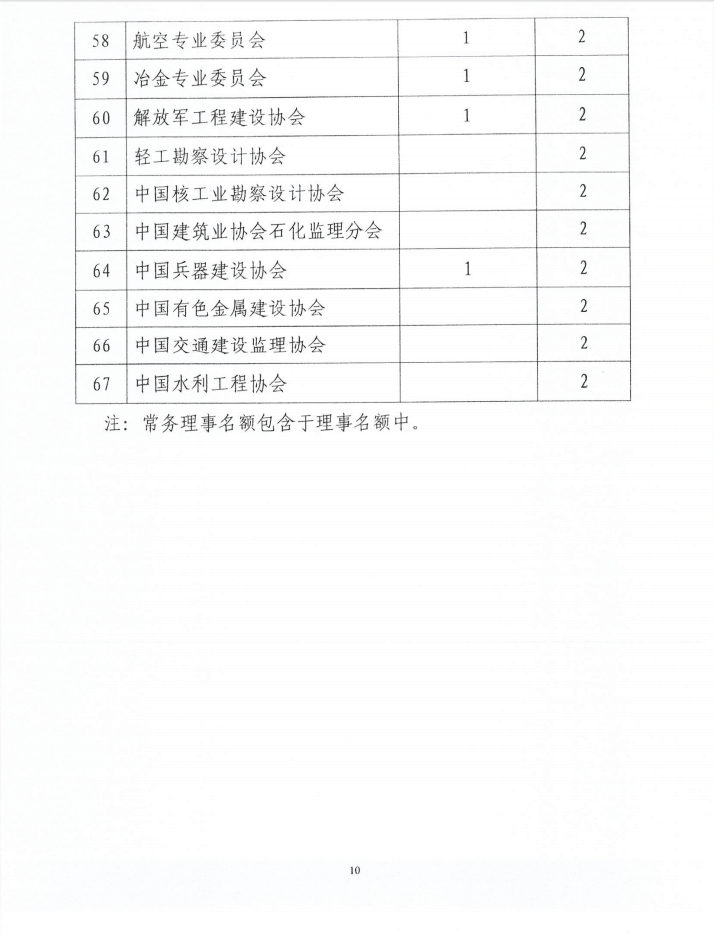 58 航空专业委员会 1 2
59 冶金专业委员会 1 2
60 解放军工程建设协会 1 2
61 轻工勘察设计协会 2
62 中国核工业勘察设计协会 2
63 中国建筑业协会石化监理分会 2
64 中国兵器建设协会 1 2
65 中国有色金属建设协会 2
66 中国交通建设监理协会 2
67 中国水利工程协会 2
注：常务理事名额包含于理事名额中。
10